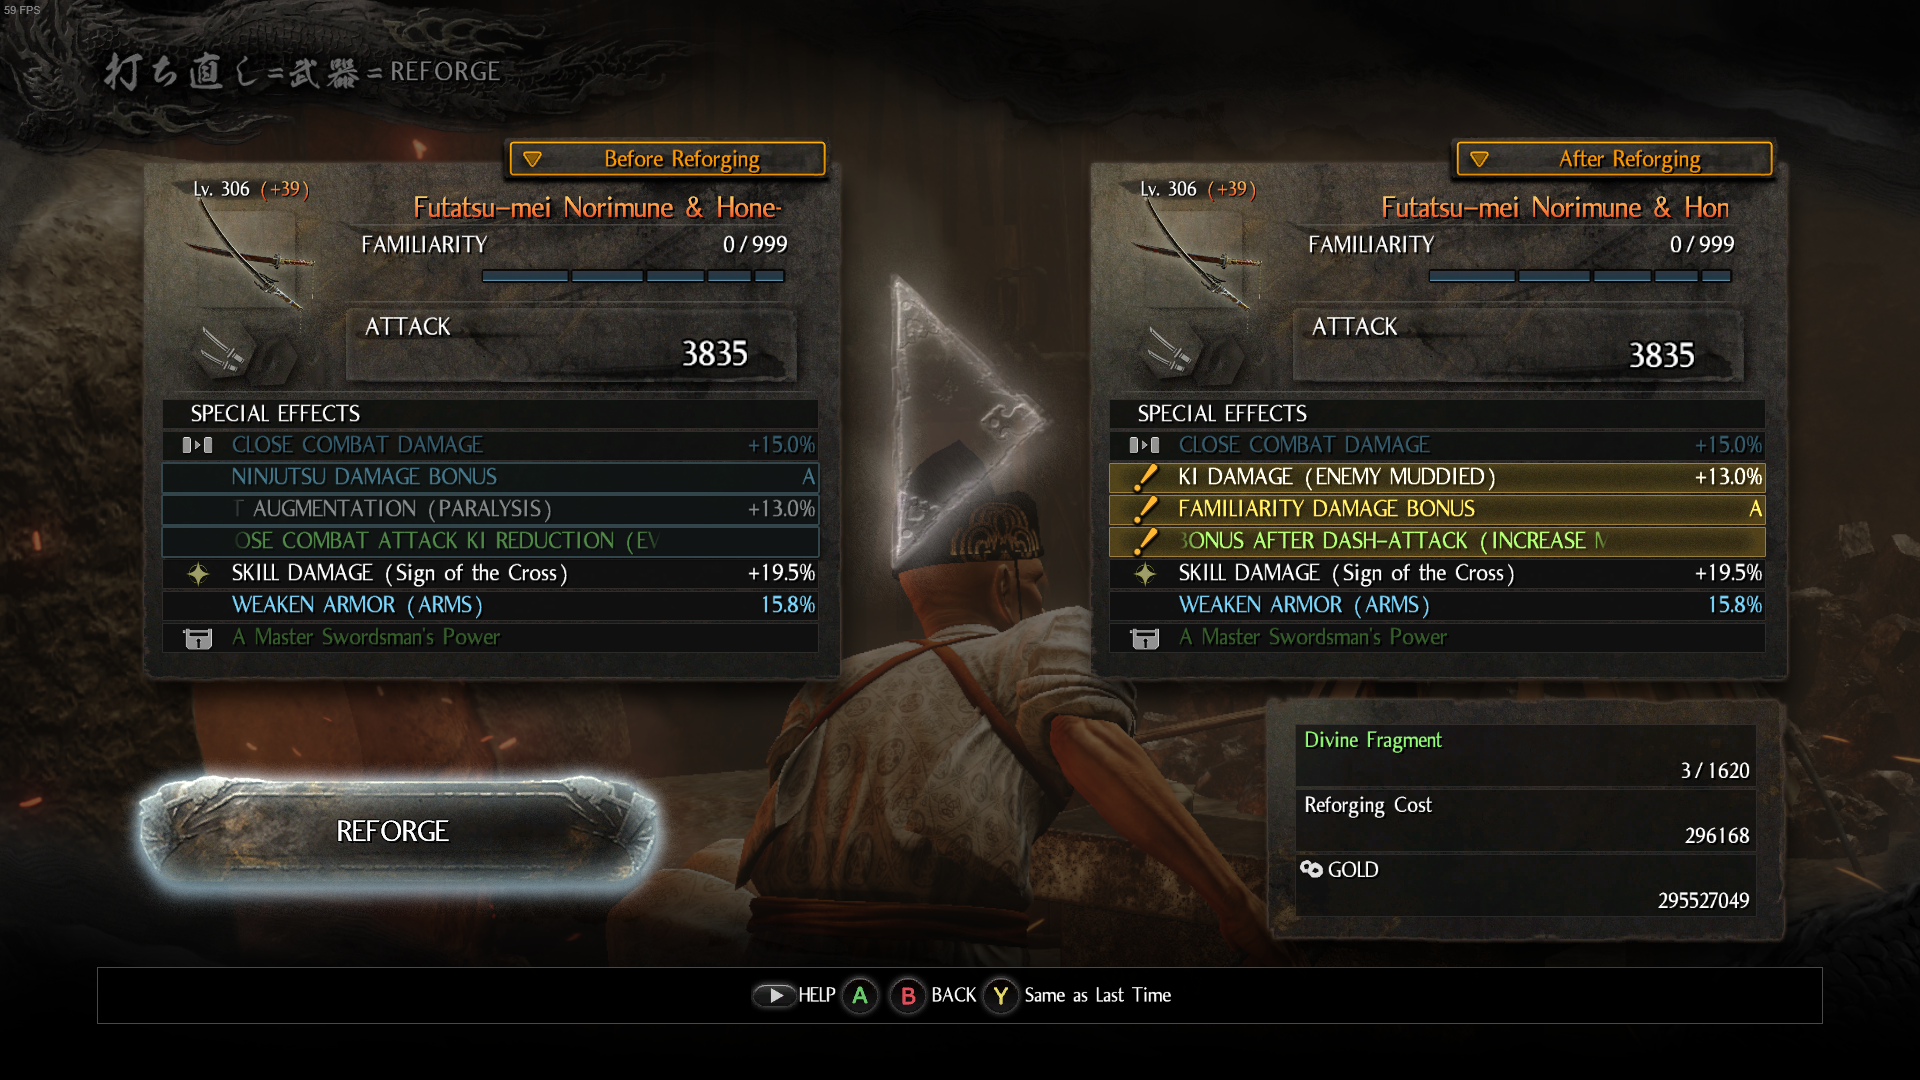 59 FPS
打ち直し=武器=REFORGE
Before Reforging
Lv. 306 (+39)
Futatsu-mei Norimune & Hone-
FAMILIARITY 0/999
ATTACK
3835
SPECIAL EFFECTS
CLOSE COMBAT DAMAGE +15.0%
NINJUTSU DAMAGE BONUS A
T AUGMENTATION (PARALYSIS) +13.0%
OSE COMBAT ATTACK KI REDUCTION (EV
SKILL DAMAGE (Sign of the Cross) +19.5%
WEAKEN ARMOR (ARMS) 15.8%
A Master Swordsman's Power
After Reforging
Lv. 306 (+39)
Futatsu-mei Norimune & Hon
FAMILIARITY 0/999
ATTACK
3835
SPECIAL EFFECTS
CLOSE COMBAT DAMAGE +15.0%
KI DAMAGE (ENEMY MUDDIED) +13.0%
FAMILIARITY DAMAGE BONUS A
BONUS AFTER DASH-ATTACK (INCREASE M
SKILL DAMAGE (Sign of the Cross) +19.5%
WEAKEN ARMOR (ARMS) 15.8%
A Master Swordsman's Power
Divine Fragment
3/1620
Reforging Cost
296168
GOLD
295527049
REFORGE
HELP A B BACK Y Same as Last Time